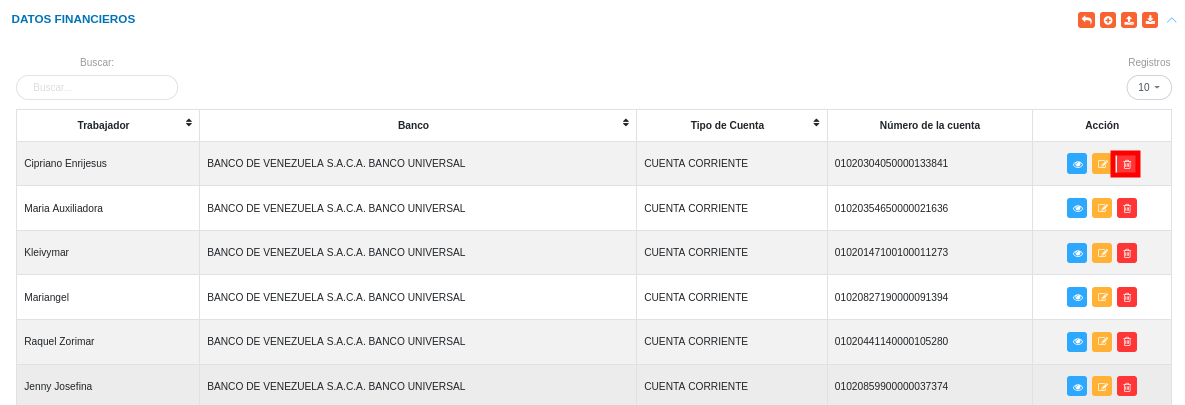 DATOS FINANCIEROS
Buscar: Registros
Buscar... 10
Trabajador Banco Tipo de Cuenta Número de la cuenta Acción
Cipriano Enrijesus BANCO DE VENEZUELA S.A.C.A. BANCO UNIVERSAL CUENTA CORRIENTE 01020304050000133841
Maria Auxiliadora BANCO DE VENEZUELA S.A.C.A. BANCO UNIVERSAL CUENTA CORRIENTE 01020354650000021636
Kleivymar BANCO DE VENEZUELA S.A.C.A. BANCO UNIVERSAL CUENTA CORRIENTE 01020147100100011273
Mariangel BANCO DE VENEZUELA S.A.C.A. BANCO UNIVERSAL CUENTA CORRIENTE 01020827190000091394
Raquel Zorimar BANCO DE VENEZUELA S.A.C.A. BANCO UNIVERSAL CUENTA CORRIENTE 01020441140000105280
Jenny Josefina BANCO DE VENEZUELA S.A.C.A. BANCO UNIVERSAL CUENTA CORRIENTE 01020859900000037374